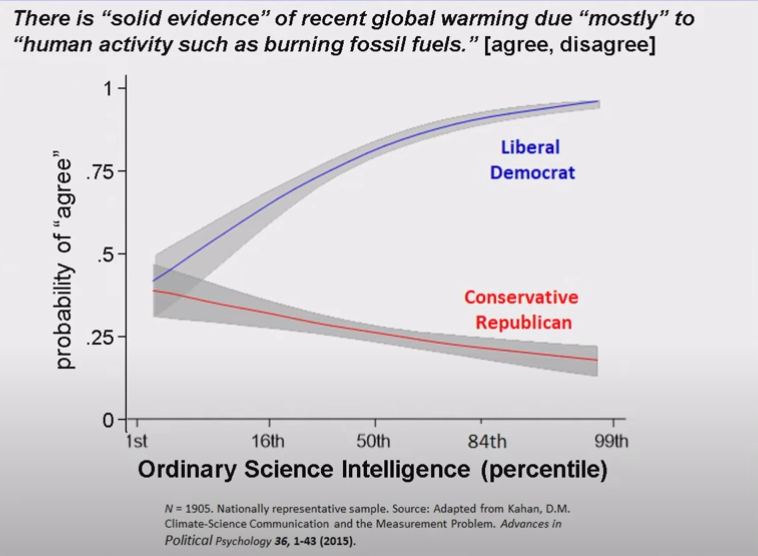 There is “solid evidence” of recent global warming due “mostly” to
“human activity such as burning fossil fuels.” [agree, disagree]
probability of “agree”
1
.75
.5
.25
0
Liberal
Democrat
Conservative
Republican
1st 16th 50th 84th 99th
Ordinary Science Intelligence (percentile)
N = 1905. Nationally representative sample. Source: Adapted from Kahan, D.M.
Climate-Science Communication and the Measurement Problem. Advances in
Political Psychology 36, 1-43 (2015).